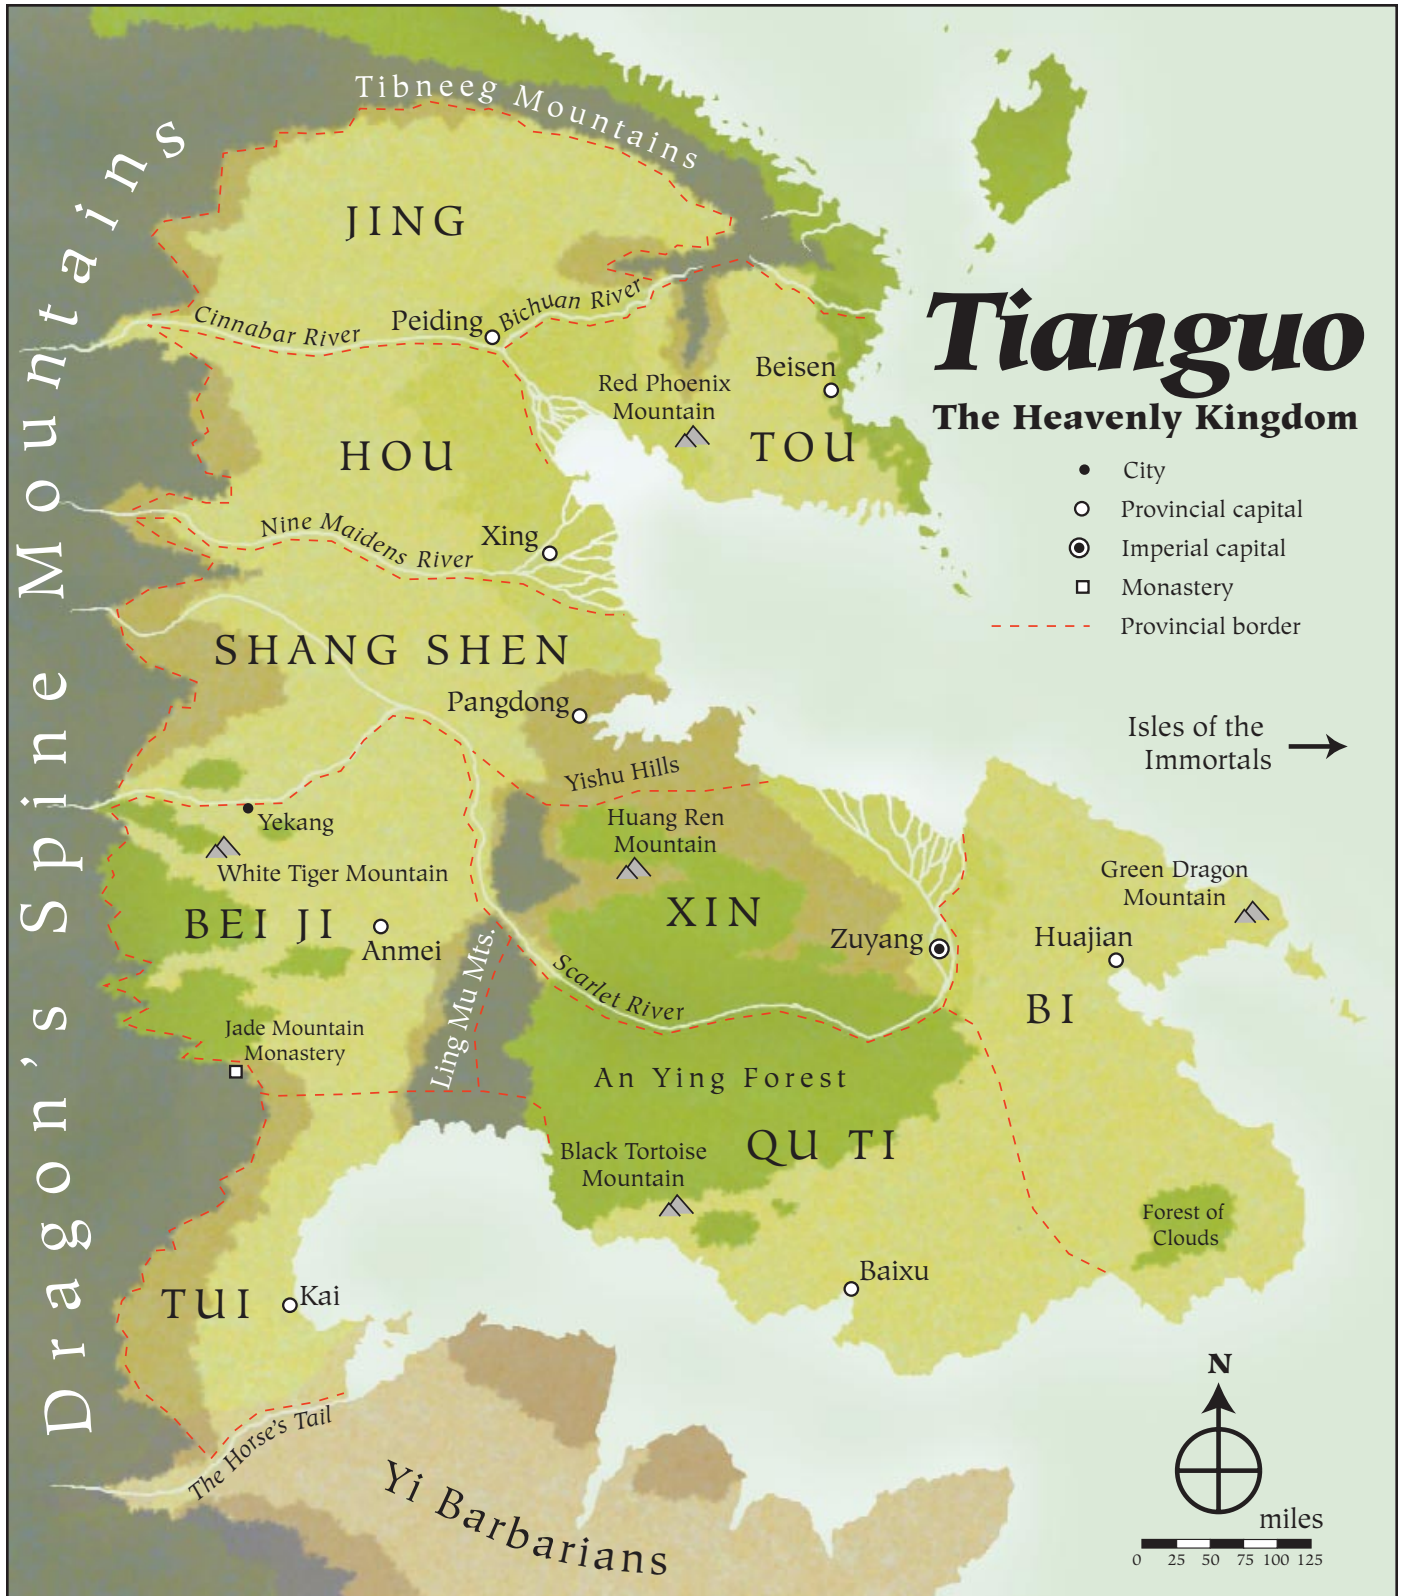 Tibneeg Mountains
Dragon's Spine Mountains
JING
Cinnabar River
Peiding
Bichuan River
Tianguo
The Heavenly Kingdom
City
Provincial capital
Imperial capital
Monastery
Provincial border
Beisen
Red Phoenix
Mountain
TOU
HOU
Nine Maidens River
Xing
SHANG SHEN
Pangdong
Isles of the
Immortals
Yishu Hills
Yekang
White Tiger Mountain
Huang Ren
Mountain
XIN
Green Dragon
Mountain
BEI JI
Anmei
Zuyang
Huajian
BI
Ling Mu Mts.
Scarlet River
Jade Mountain
Monastery
An Ying Forest
QU TI
Black Tortoise
Mountain
Forest of
Clouds
Baixu
TUI
Kai
The Horse's Tail
Yi Barbarians
N
miles
0 25 50 75 100 125